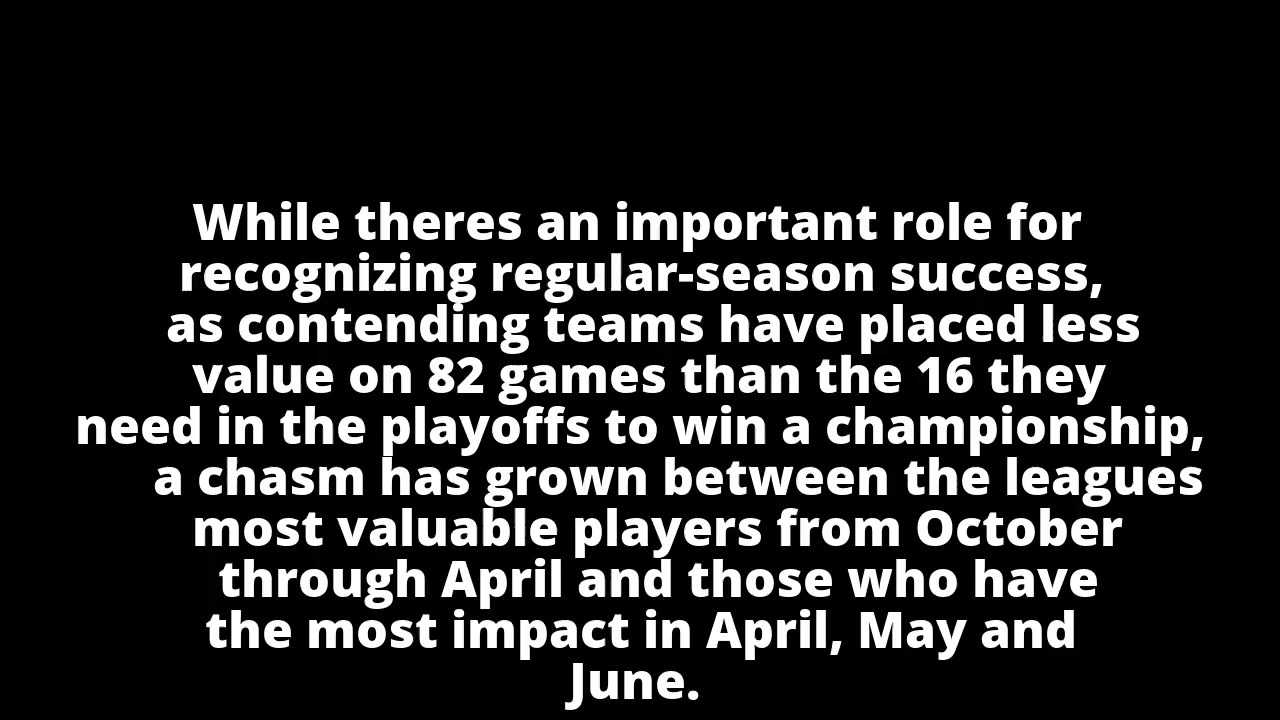 While theres an important role for
recognizing regular-season success,
as contending teams have placed less
value on 82 games than the 16 they
need in the playoffs to win a championship,
a chasm has grown between the leagues
most valuable players from October
through April and those who have
the most impact in April, May and
June.